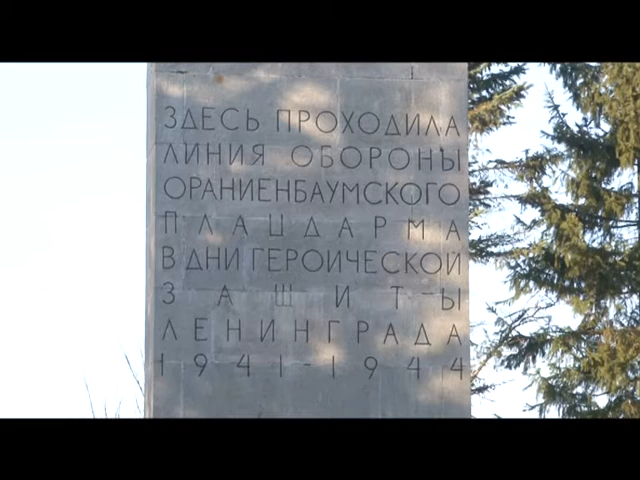 ЗДЕСЬ ПРОХОДИЛА
ЛИНИЯ ОБОРОНЫ
ОРАНИЕНБАУМСКОГО
ПЛАЦДАРМА
В ДНИ ГЕРОИЧЕСКОЙ
ЗАЩИТЫ
ЛЕНИНГРАДА
1941-1944